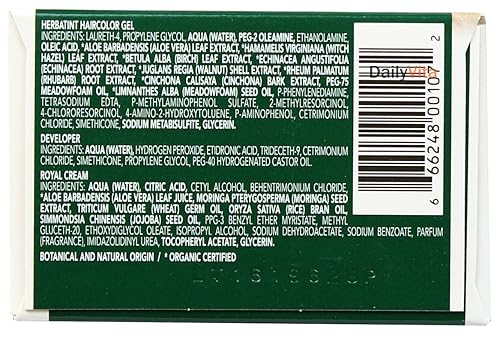 HERBATINT HAIRCOLOR GEL
INGREDIENTS: LAURETH-4, PROPYLENE GLYCOL, AQUA (WATER), PEG-2 OLEAMINE, ETHANOLAMINE,
OLEIC ACID, *ALOE BARBADENSIS (ALOE VERA) LEAF EXTRACT, *HAMAMELIS VIRGINIANA (WITCH
HAZEL) LEAF EXTRACT, *BETULA ALBA (BIRCH) LEAF EXTRACT, *ECHINACEA ANGUSTIFOLIA
(ECHINACEA) ROOT EXTRACT, *JUGLANS REGIA (WALNUT) SHELL EXTRACT, *RHEUM PALMATUM
(RHUBARB) ROOT EXTRACT, *CINCHONA CALISAYA (CINCHONA) BARK EXTRACT, PEG-75
MEADOWFOAM OIL, *LIMNANTHES ALBA (MEADOWFOAM) SEED OIL, P-PHENYLENEDIAMINE,
TETRASODIUM EDTA, P-METHYLAMINOPHENOL SULFATE, 2-METHYLRESORCINOL,
4-CHLORORESORCINOL, 4-AMINO-2-HYDROXYTOLUENE, P-AMINOPHENOL, CETRIMONIUM
CHLORIDE, SIMETHICONE, SODIUM METABISULFITE, GLYCERIN.
DEVELOPER
INGREDIENTS: AQUA (WATER), HYDROGEN PEROXIDE, ETIDRONIC ACID, TRIDECETH-9, CETRIMONIUM CHLORIDE,
SIMETHICONE, PROPYLENE GLYCOL, PEG-40 HYDROGENATED CASTOR OIL.
ROYAL CREAM
INGREDIENTS: AQUA (WATER), CITRIC ACID, CETYL ALCOHOL, BEHENTRIMONIUM CHLORIDE,
*ALOE BARBADENSIS (ALOE VERA) LEAF JUICE, MORINGA PTERYGOSPERMA (MORINGA) SEED
EXTRACT, TRITICUM VULGARE (WHEAT) GERM OIL, ORYZA SATIVA (RICE) BRAN OIL,
SIMMONDSIA CHINENSIS (JOJOBA) SEED OIL, PPG-3 BENZYL ETHER MYRISTATE, METHYL
GLUCETH-20, ETHOXYDIGLYCOL OLEATE, ISOPROPYL ALCOHOL, SODIUM DEHYDROACETATE, SODIUM BENZOATE, PARFUM
(FRAGRANCE), IMIDAZOLIDINYL UREA, TOCOPHERYL ACETATE, GLYCERIN.
BOTANICAL AND NATURAL ORIGIN / * ORGANIC CERTIFIED
DailyVita
6 66248 00102 2